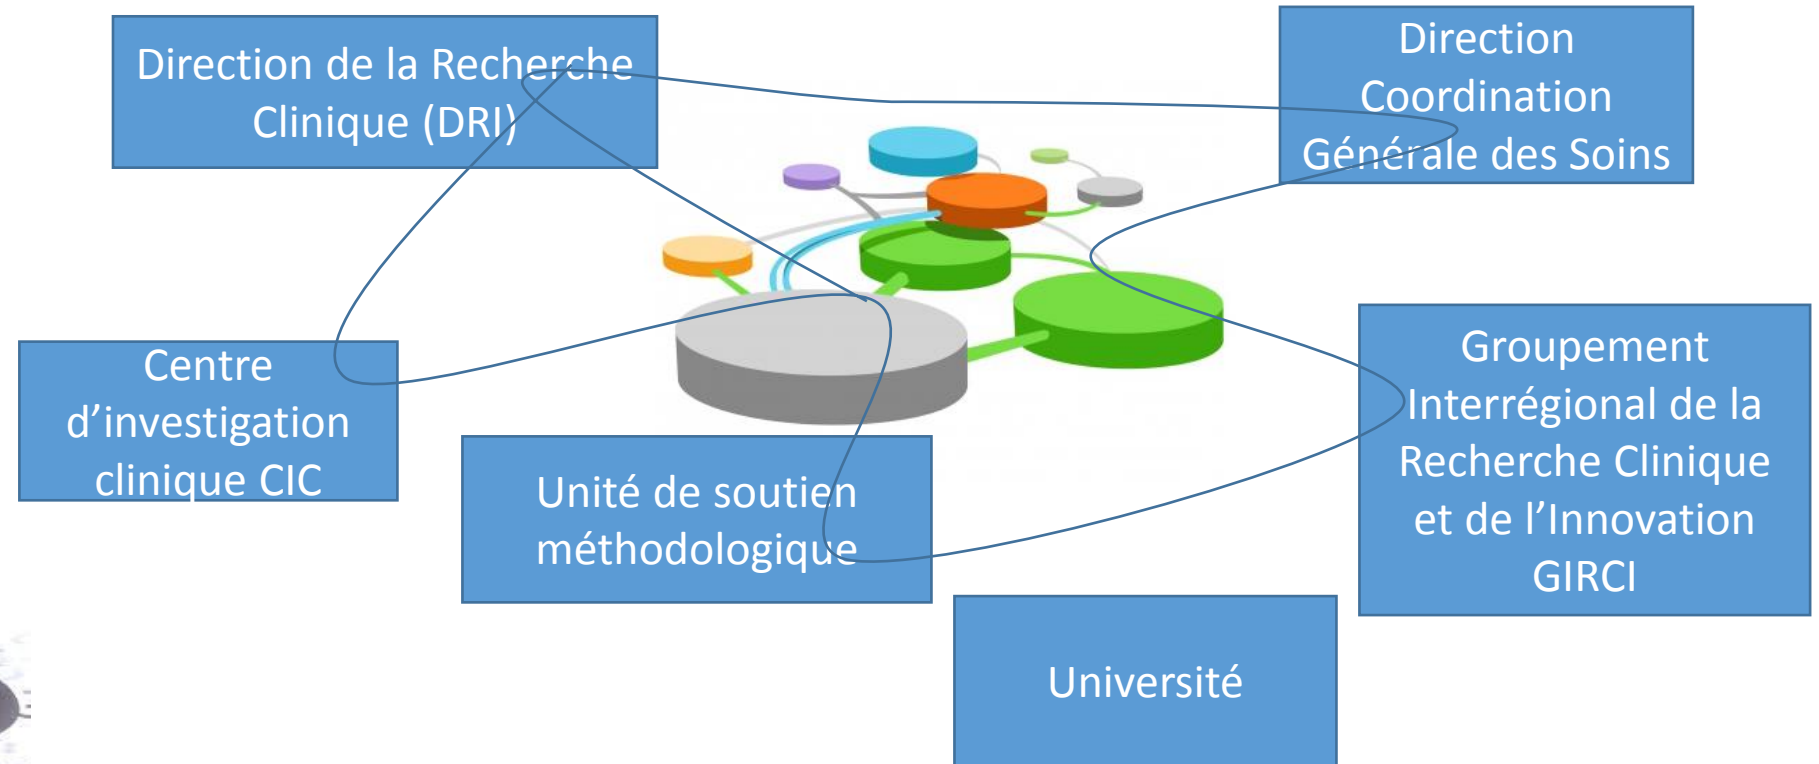 Direction de la Recherche
Clinique (DRI)
Direction
Coordination
Générale des Soins
Centre
d’investigation
clinique CIC
Unité de soutien
méthodologique
Groupement
Interrégional de la
Recherche Clinique
et de l’Innovation
GIRCI
Université